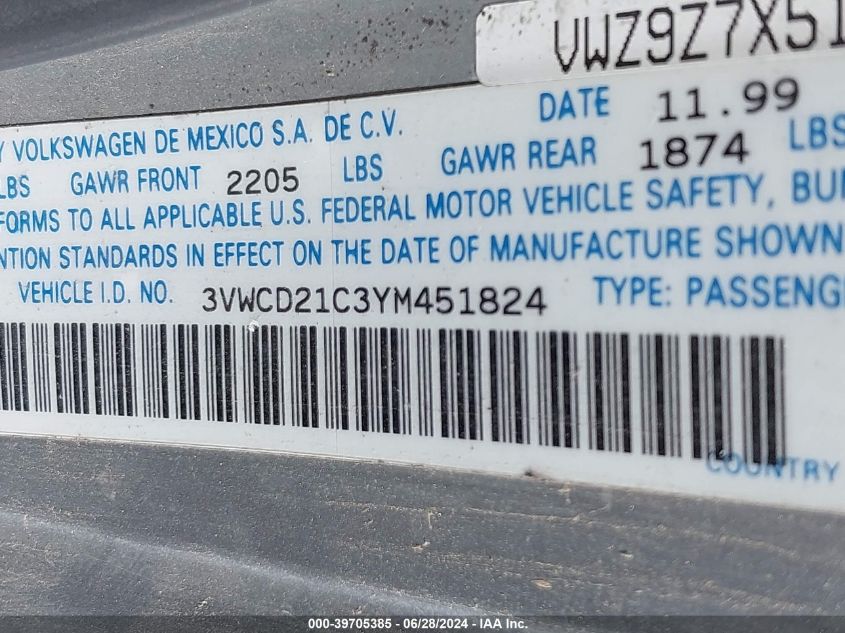 VWZ9Z7X51
DATE 11.99
Y VOLKSWAGEN DE MEXICO S.A. DE C.V.
LBS GAWR FRONT 2205 LBS GAWR REAR 1874 LBS
FORMS TO ALL APPLICABLE U.S. FEDERAL MOTOR VEHICLE SAFETY, BU
NTION STANDARDS IN EFFECT ON THE DATE OF MANUFACTURE SHOWN
VEHICLE I.D. NO. 3VWCD21C3YM451824 TYPE: PASSENG
COUNTRY
000-39705385 - 06/28/2024 - IAAI Inc.